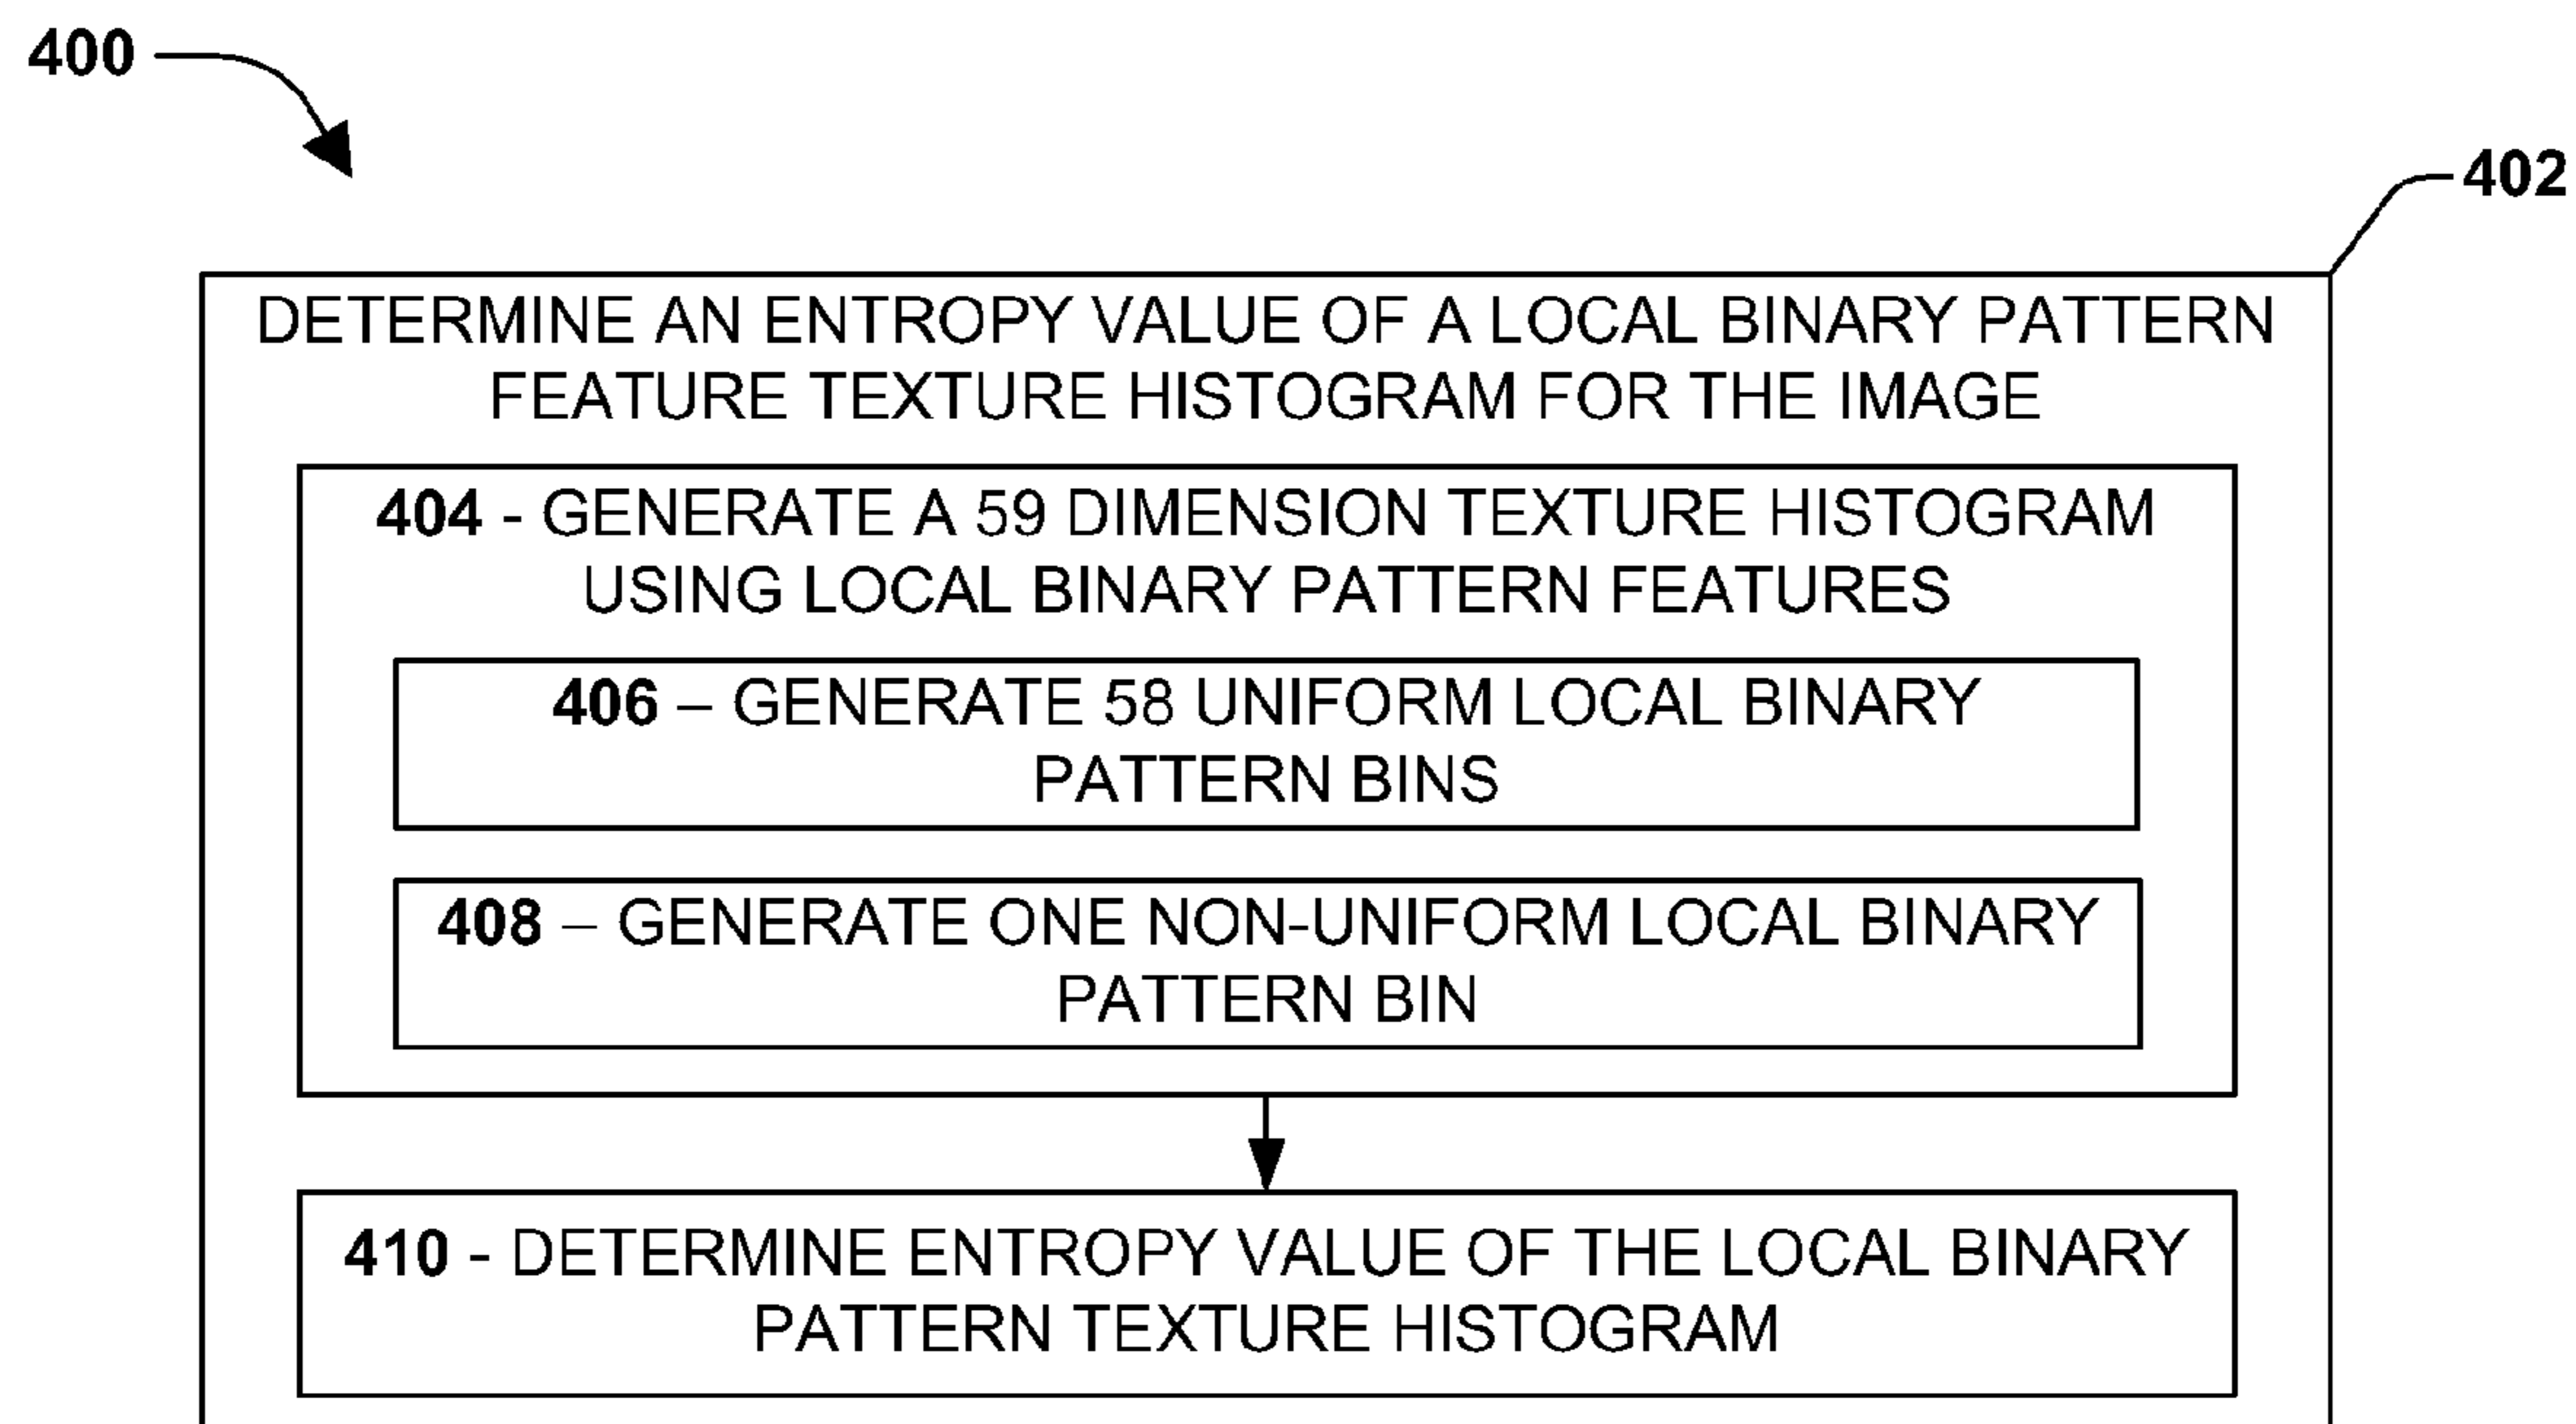 400
402
DETERMINE AN ENTROPY VALUE OF A LOCAL BINARY PATTERN
FEATURE TEXTURE HISTOGRAM FOR THE IMAGE
404 - GENERATE A 59 DIMENSION TEXTURE HISTOGRAM
USING LOCAL BINARY PATTERN FEATURES
406 – GENERATE 58 UNIFORM LOCAL BINARY
PATTERN BINS
408 – GENERATE ONE NON-UNIFORM LOCAL BINARY
PATTERN BIN
410 - DETERMINE ENTROPY VALUE OF THE LOCAL BINARY
PATTERN TEXTURE HISTOGRAM